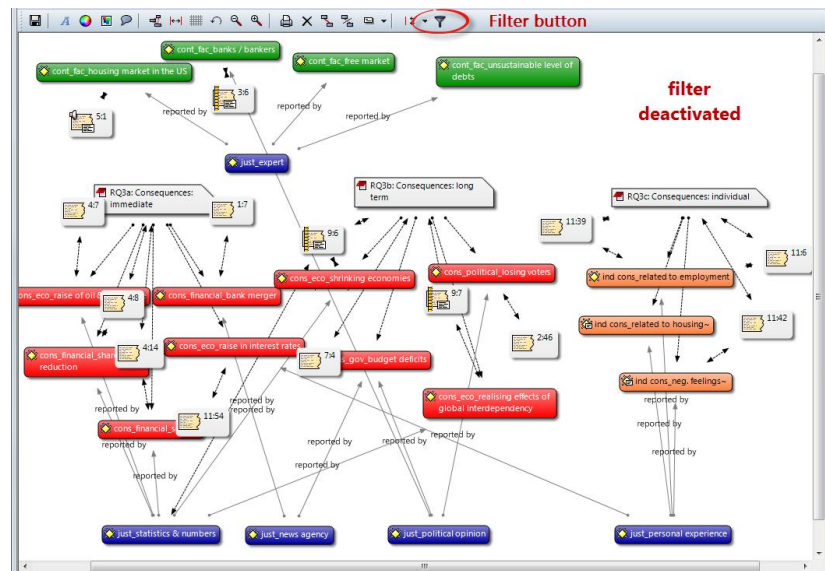 Filter button
cont_fac_banks / bankers
cont_fac_housing market in the US
cont_fac_free market
cont_fac_unsustainable level of
debts
filter
deactivated
3:6
5:1
reported by
reported by
reported by
just_expert
RQ3a: Consequences:
immediate
RQ3b: Consequences: long
term
RQ3c: Consequences: individual
4:7
1:7
11:39
9:6
11:6
cons_eco_shrinking economies
cons_political_losing voters
ind cons_related to employment
cons_eco_raise of oil
cons_financial_bank merger
4:8
9:7
11:42
ind cons_related to housing~
4:14
cons_eco_raise in interest rates
2:46
cons_financial_sha
reduction
7:4
s_gov_budget deficits
ind cons_neg. feelings~
cons_eco_realising effects of
global interdependency
reported by
reported by
reported by
11:54
cons_financial_s
reported by
reported by
reported by
reported by
reported by
reported by
reported by
just_statistics & numbers
just_news agency
just_political opinion
just_personal experience